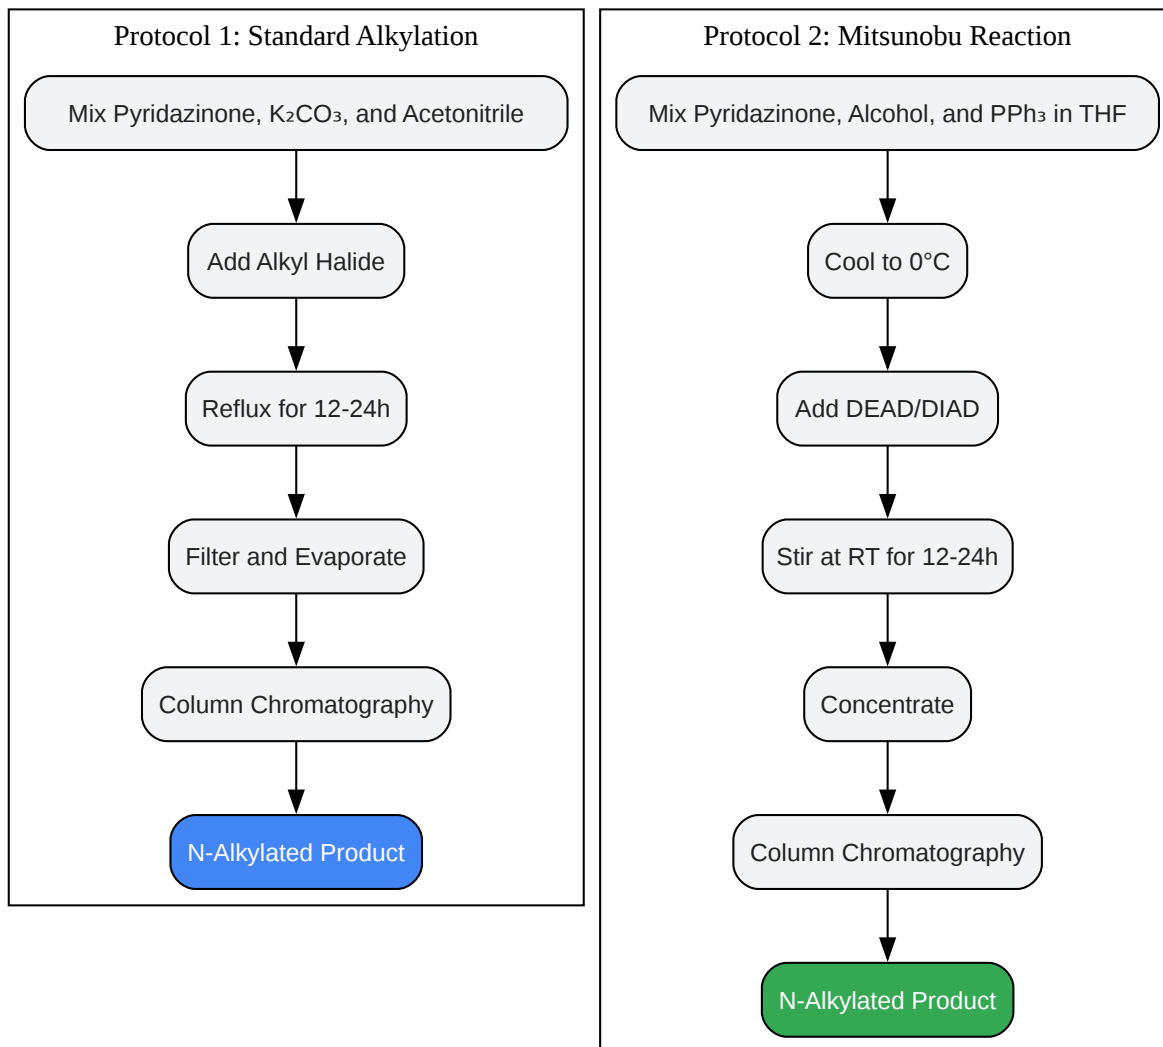 Protocol 1: Standard Alkylation
Mix Pyridazinone, K₂CO₃, and Acetonitrile
Add Alkyl Halide
Reflux for 12-24h
Filter and Evaporate
Column Chromatography
N-Alkylated Product
Protocol 2: Mitsunobu Reaction
Mix Pyridazinone, Alcohol, and PPh₃ in THF
Cool to 0°C
Add DEAD/DIAD
Stir at RT for 12-24h
Concentrate
Column Chromatography
N-Alkylated Product